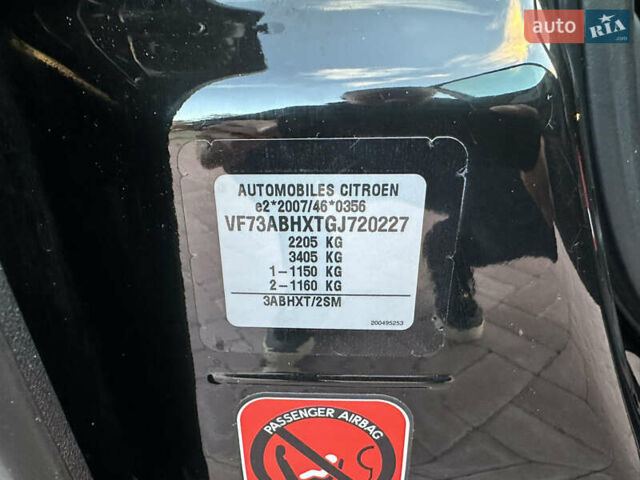 auto RIA.com
AUTOMOBILES CITROEN
e2*2007/46*0356
VF73ABHXTGJ720227
2205 KG
3405 KG
1-1150 KG
2-1160 KG
3ABHXT/2SM
200495253
PASSENGER AIRBAG